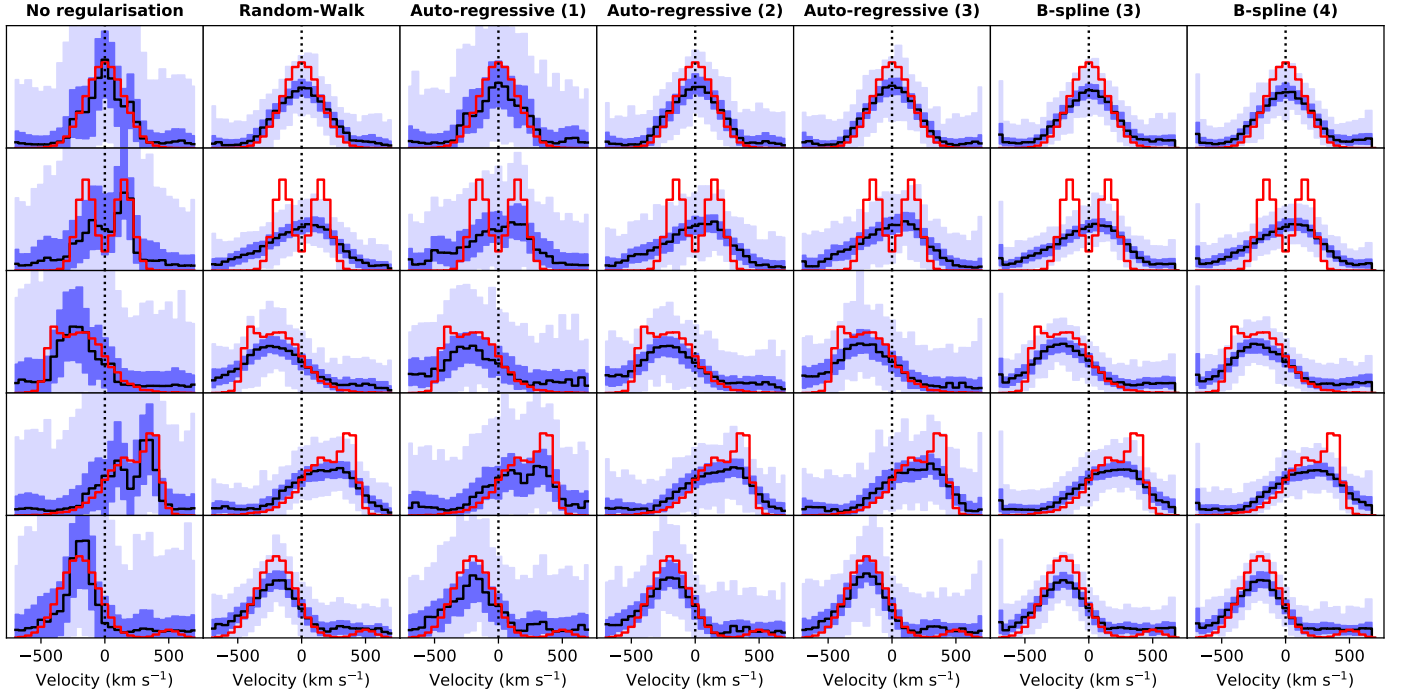 No regularisation Random-Walk Auto-regressive (1) Auto-regressive (2) Auto-regressive (3) B-spline (3) B-spline (4)
−500 0 500 −500 0 500 −500 0 500 −500 0 500 −500 0 500 −500 0 500 −500 0 500
Velocity (km s⁻¹) Velocity (km s⁻¹) Velocity (km s⁻¹) Velocity (km s⁻¹) Velocity (km s⁻¹) Velocity (km s⁻¹) Velocity (km s⁻¹)